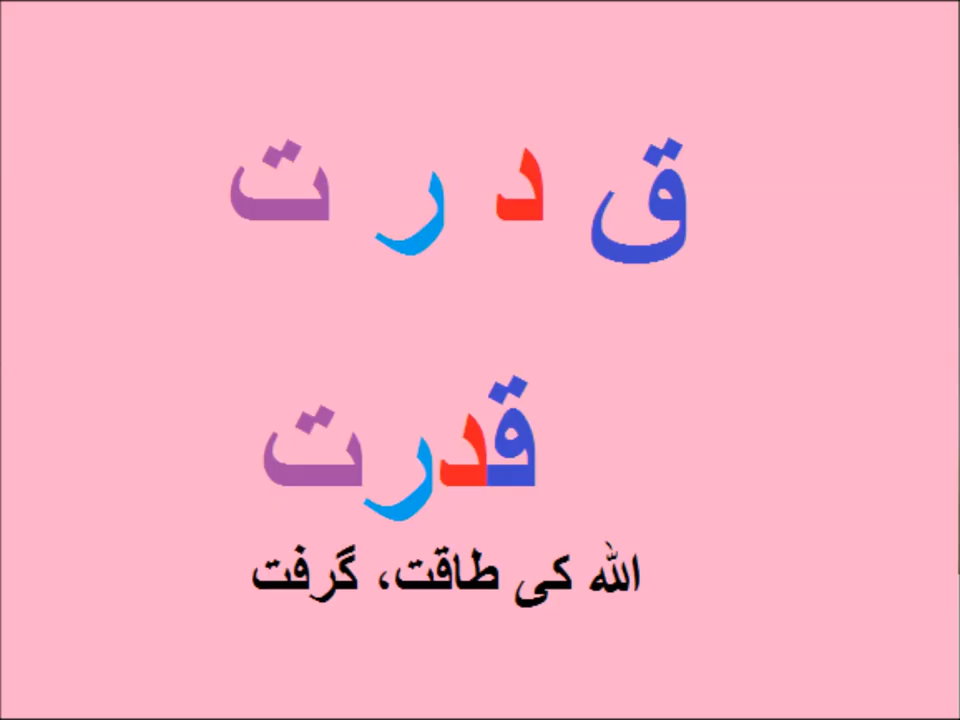 ق د ر ت
قدرت
اللہ کی طاقت، گرفت